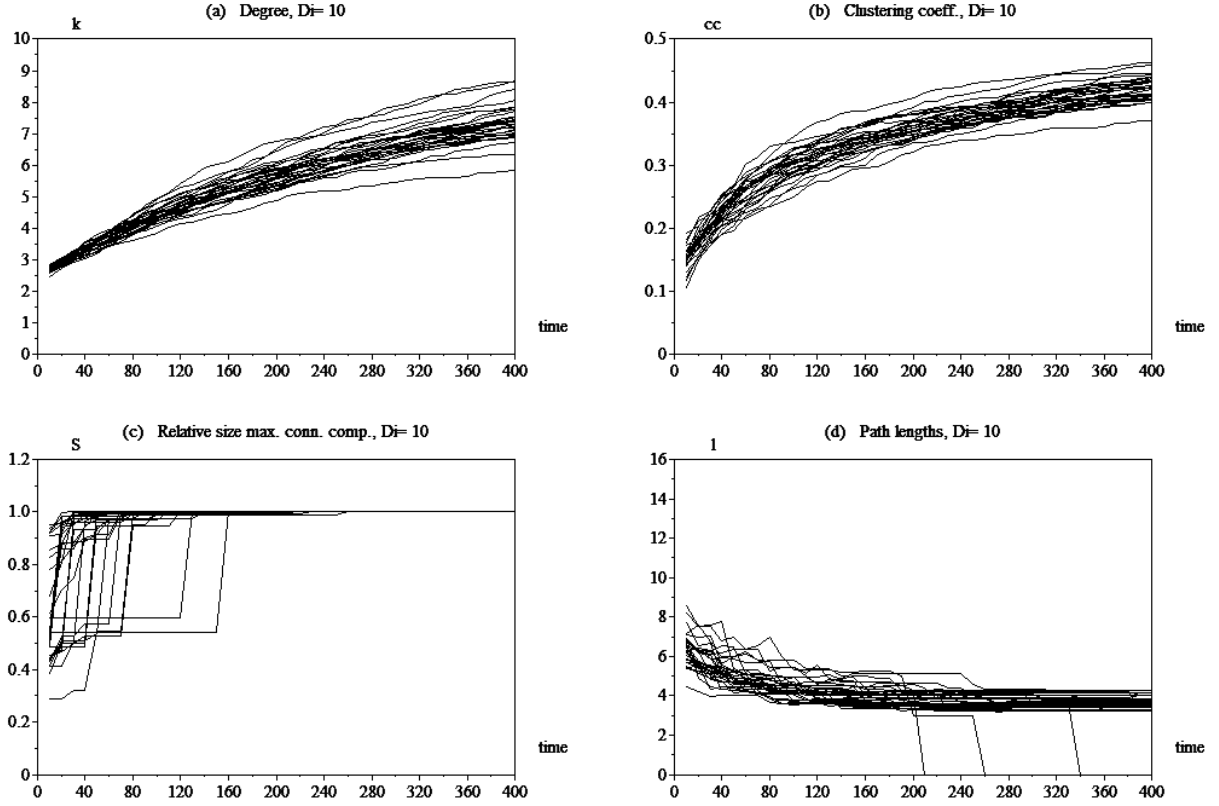 (a) Degree, Di= 10
k
10
9
8
7
6
5
4
3
2
1
0
0 40 80 120 160 200 240 280 320 360 400
time
(b) Clustering coeff., Di= 10
cc
0.5
0.4
0.3
0.2
0.1
0
0 40 80 120 160 200 240 280 320 360 400
time
(c) Relative size max. conn. comp., Di= 10
S
1.2
1.0
0.8
0.6
0.4
0.2
0
0 40 80 120 160 200 240 280 320 360 400
time
(d) Path lengths, Di= 10
l
16
14
12
10
8
6
4
2
0
0 40 80 120 160 200 240 280 320 360 400
time